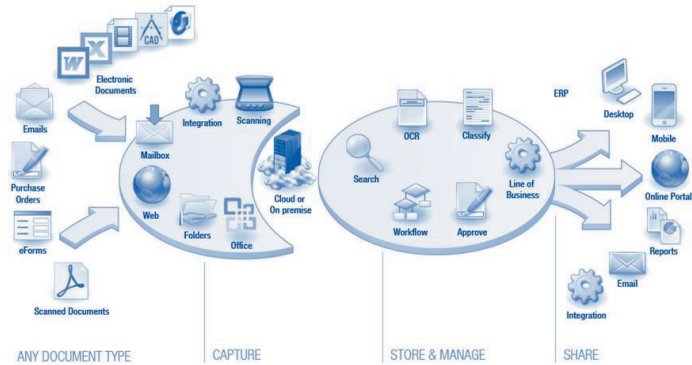 W
X
CAD
Electronic
Documents
Emails
Purchase
Orders
eForms
Scanned Documents
Integration
Scanning
Mailbox
Web
Folders
Office
Cloud or
On premise
OCR
Classify
Search
Line of
Business
Workflow
Approve
ERP
Desktop
Mobile
Online Portal
Reports
Email
Integration
ANY DOCUMENT TYPE
CAPTURE
STORE & MANAGE
SHARE